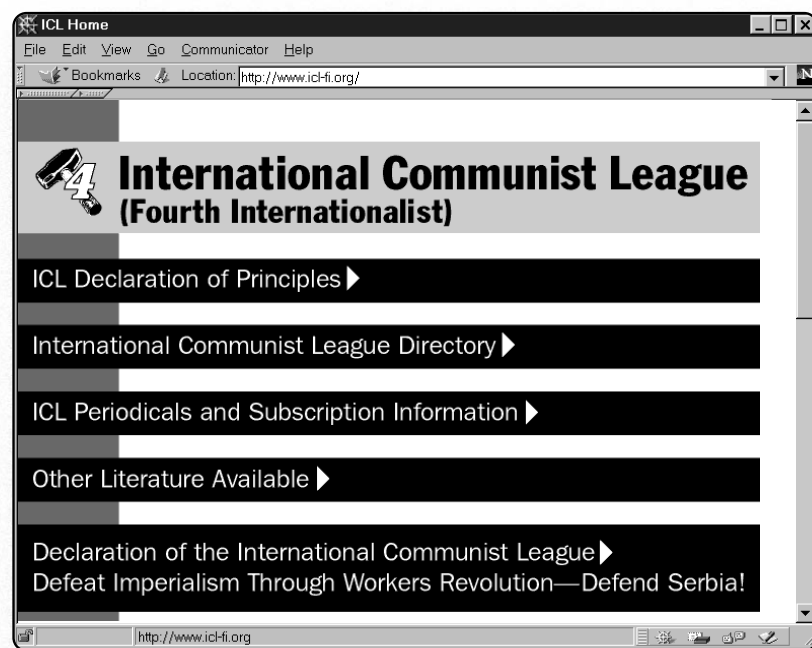 ICL Home
File Edit View Go Communicator Help
Bookmarks Location: http://www.icl-fi.org/
N
4
International Communist League
(Fourth Internationalist)
ICL Declaration of Principles
International Communist League Directory
ICL Periodicals and Subscription Information
Other Literature Available
Declaration of the International Communist League
Defeat Imperialism Through Workers Revolution—Defend Serbia!
http://www.icl-fi.org